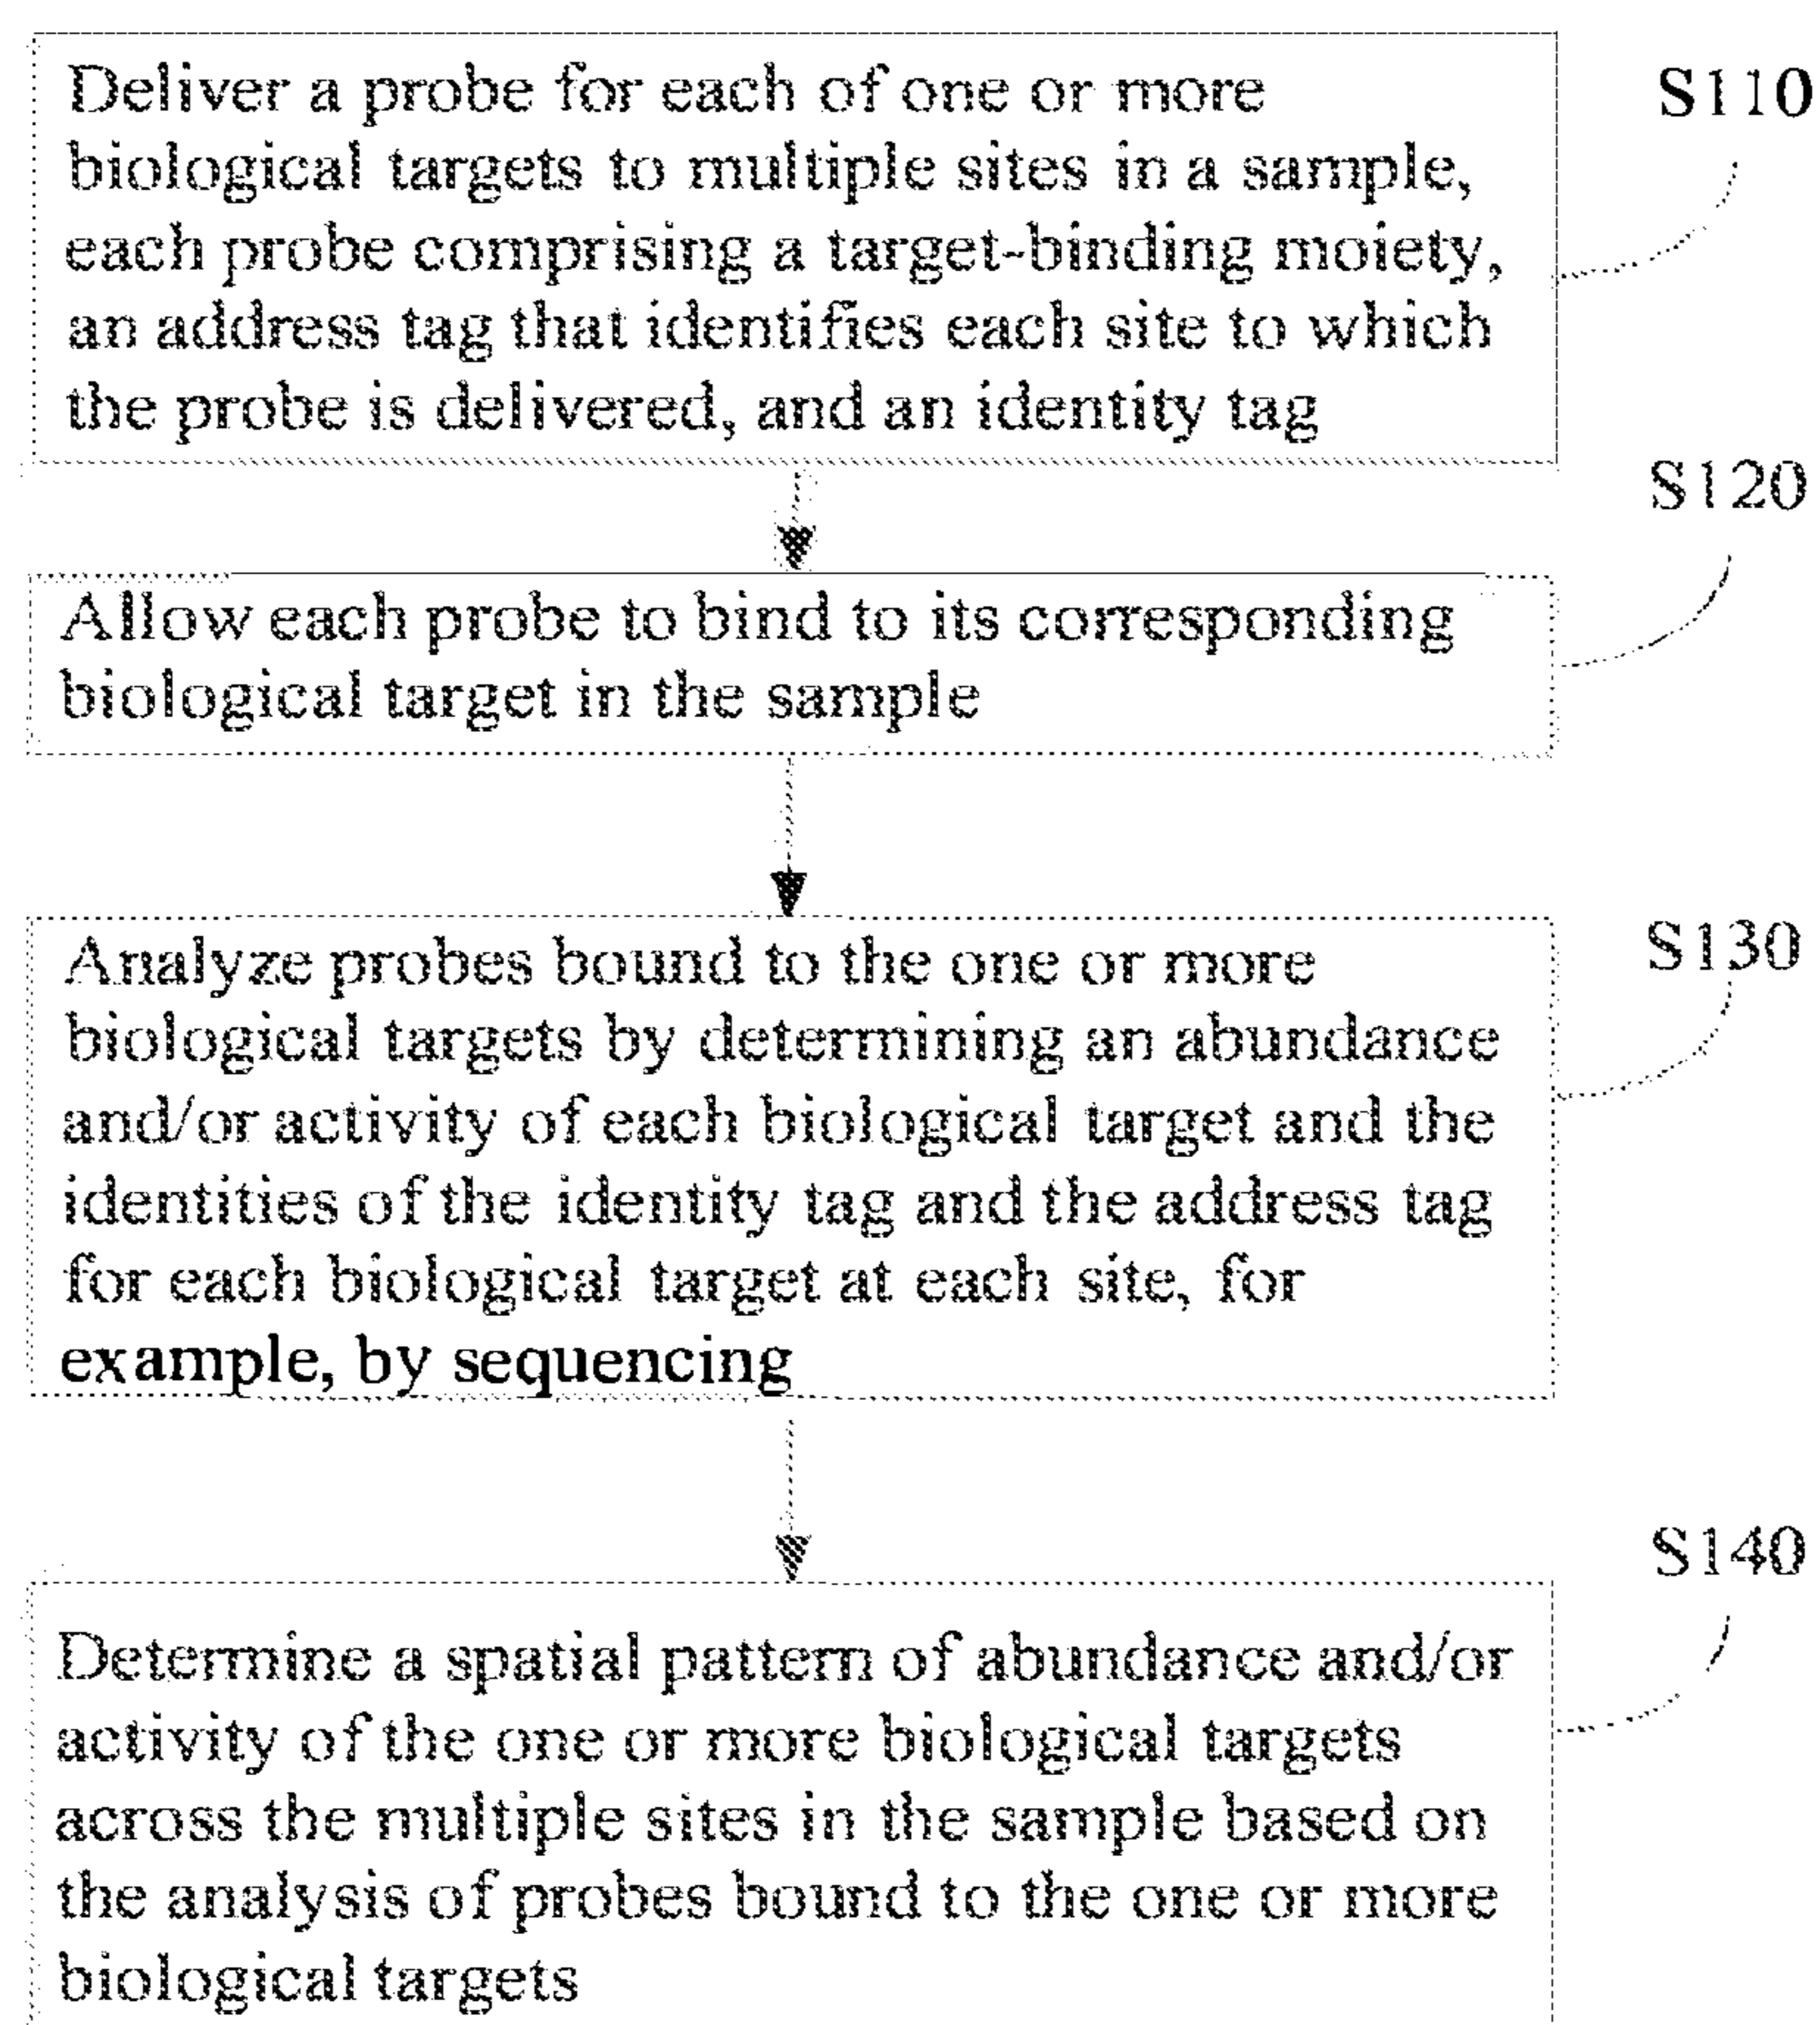 Deliver a probe for each of one or more
biological targets to multiple sites in a sample,
each probe comprising a target-binding moiety,
an address tag that identifies each site to which
the probe is delivered, and an identity tag
S110
Allow each probe to bind to its corresponding
biological target in the sample
S120
Analyze probes bound to the one or more
biological targets by determining an abundance
and/or activity of each biological target and the
identities of the identity tag and the address tag
for each biological target at each site, for
example, by sequencing
S130
Determine a spatial pattern of abundance and/or
activity of the one or more biological targets
across the multiple sites in the sample based on
the analysis of probes bound to the one or more
biological targets
S140